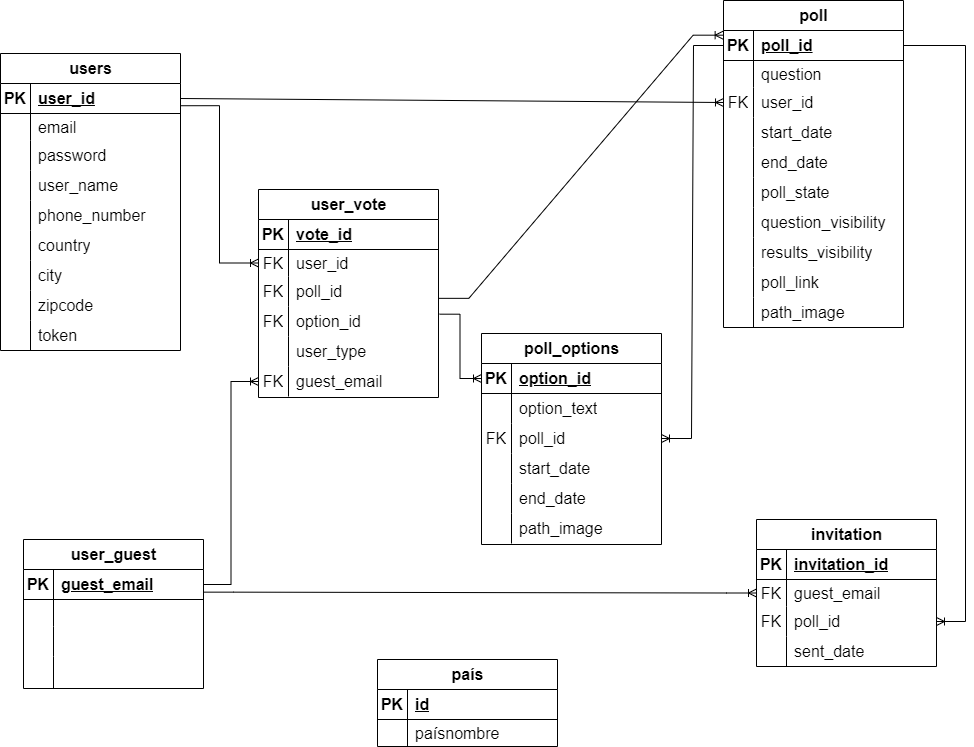 poll
PK poll_id
question
FK user_id
start_date
end_date
poll_state
question_visibility
results_visibility
poll_link
path_image
users
PK user_id
email
password
user_name
phone_number
country
city
zipcode
token
user_vote
PK vote_id
FK user_id
FK poll_id
FK option_id
user_type
FK guest_email
poll_options
PK option_id
option_text
FK poll_id
start_date
end_date
path_image
user_guest
PK guest_email
invitation
PK invitation_id
FK guest_email
FK poll_id
sent_date
país
PK id
paísnombre